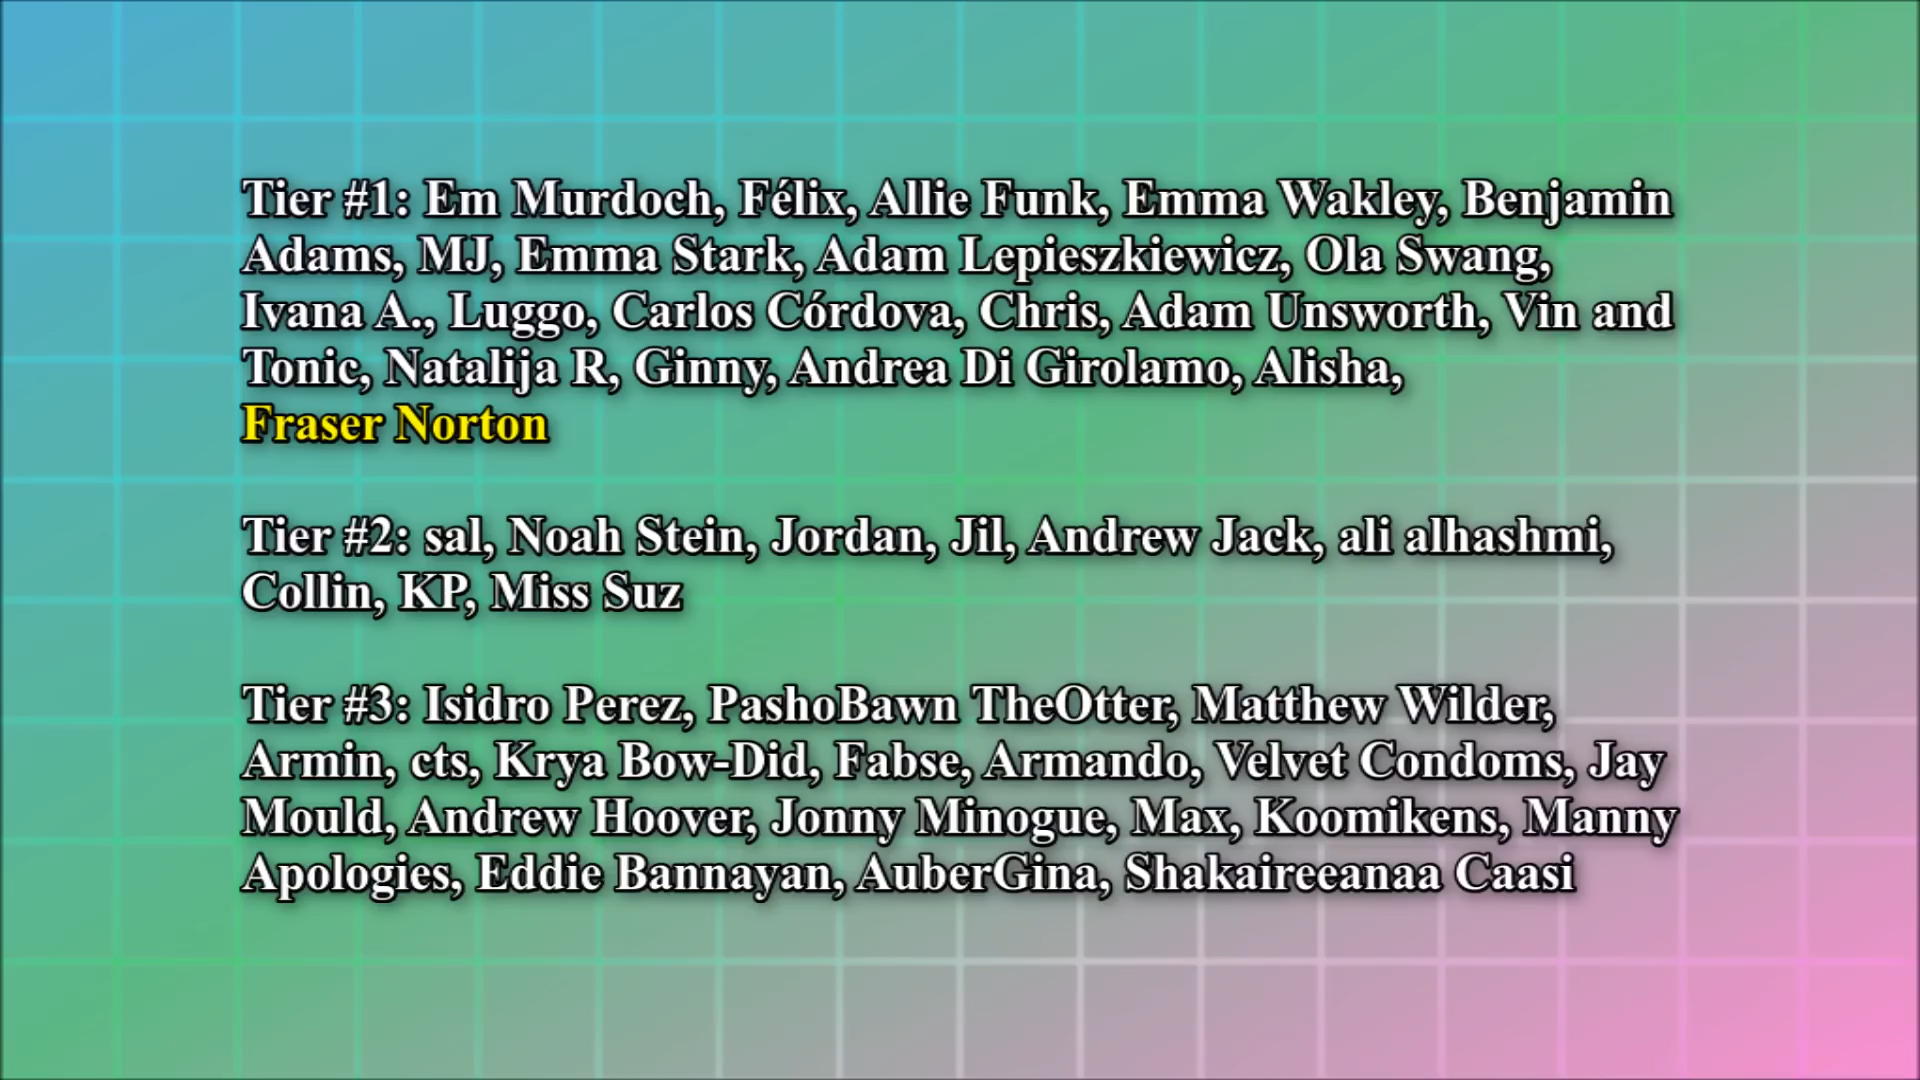 Tier #1: Em Murdoch, Félix, Allie Funk, Emma Wakley, Benjamin
Adams, MJ, Emma Stark, Adam Lepieszkiewicz, Ola Swang,
Ivana A., Luggo, Carlos Córdova, Chris, Adam Unsworth, Vin and
Tonic, Natalija R, Ginny, Andrea Di Girolamo, Alisha,
Fraser Norton
Tier #2: sal, Noah Stein, Jordan, Jil, Andrew Jack, ali alhashmi,
Collin, KP, Miss Suz
Tier #3: Isidro Perez, PashoBawn TheOtter, Matthew Wilder,
Armin, cts, Krya Bow-Did, Fabse, Armando, Velvet Condoms, Jay
Mould, Andrew Hoover, Jonny Minogue, Max, Koomikens, Manny
Apologies, Eddie Bannayan, AuberGina, Shakaireeanaa Caasi